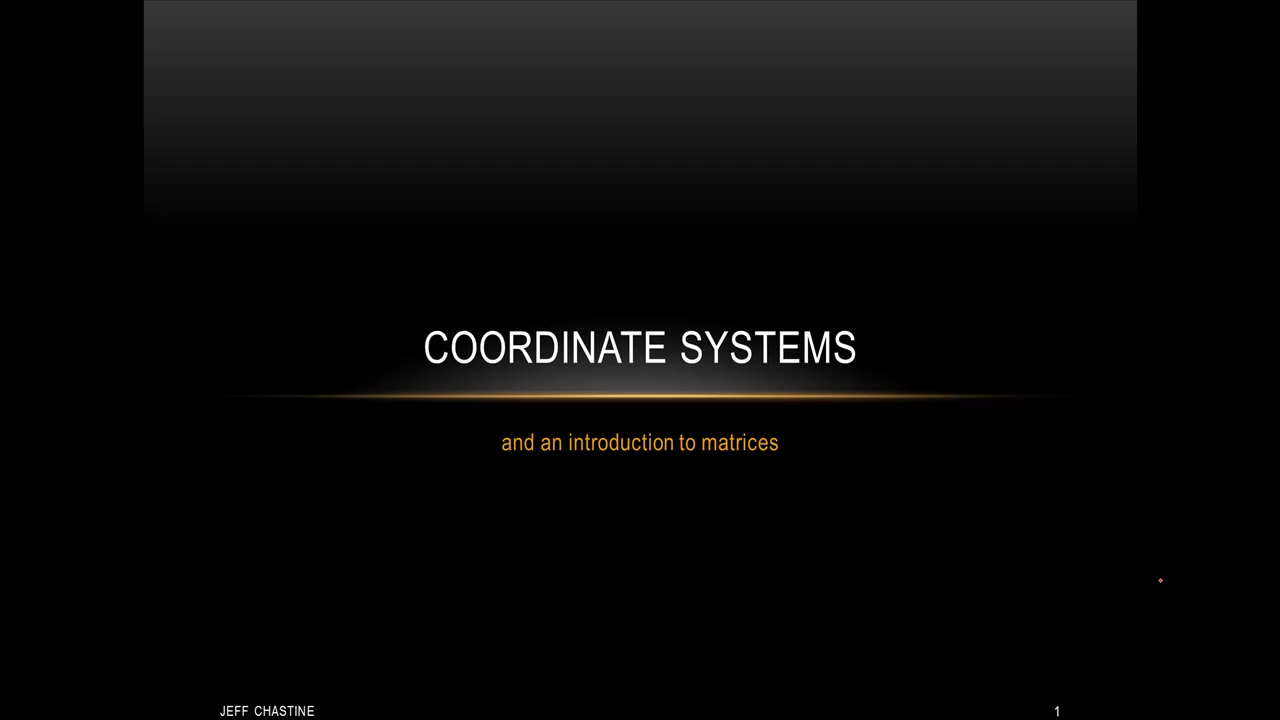 COORDINATE SYSTEMS
and an introduction to matrices
JEFF CHASTINE
1